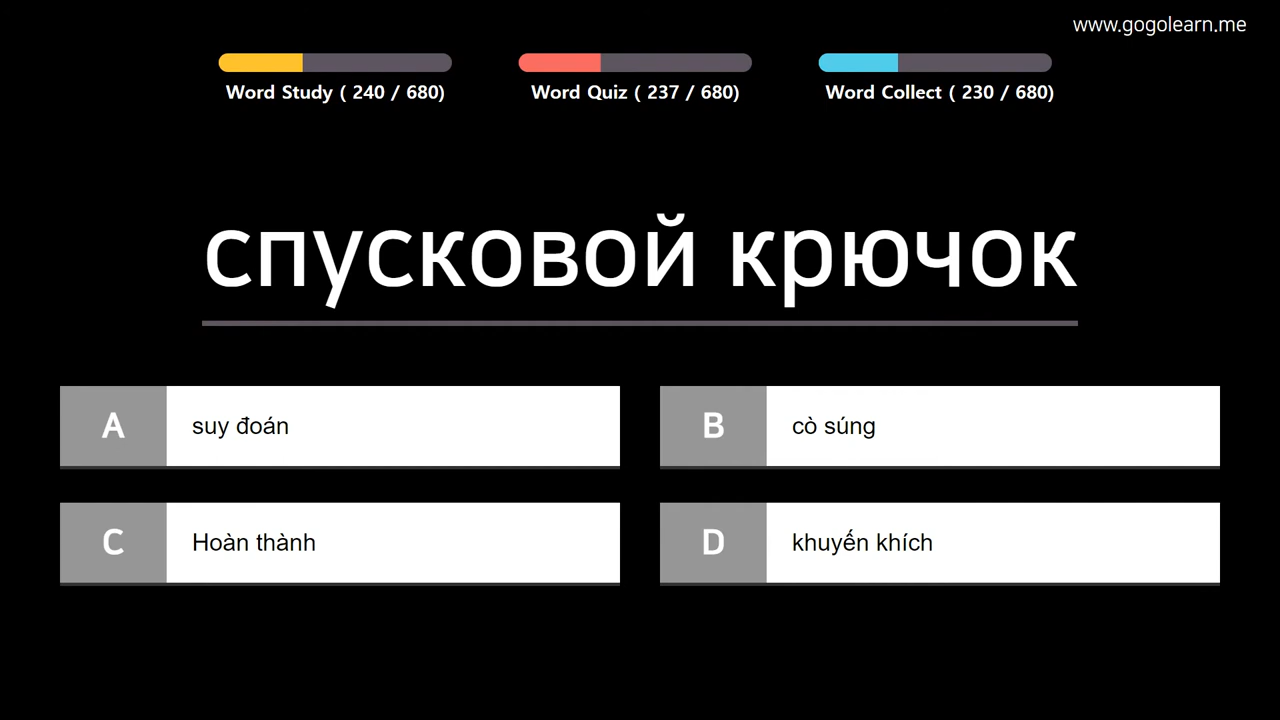 www.gogolearn.me
Word Study ( 240 / 680)
Word Quiz ( 237 / 680)
Word Collect ( 230 / 680)
спусковой крючок
A suy đoán
B cò súng
C Hoàn thành
D khuyến khích